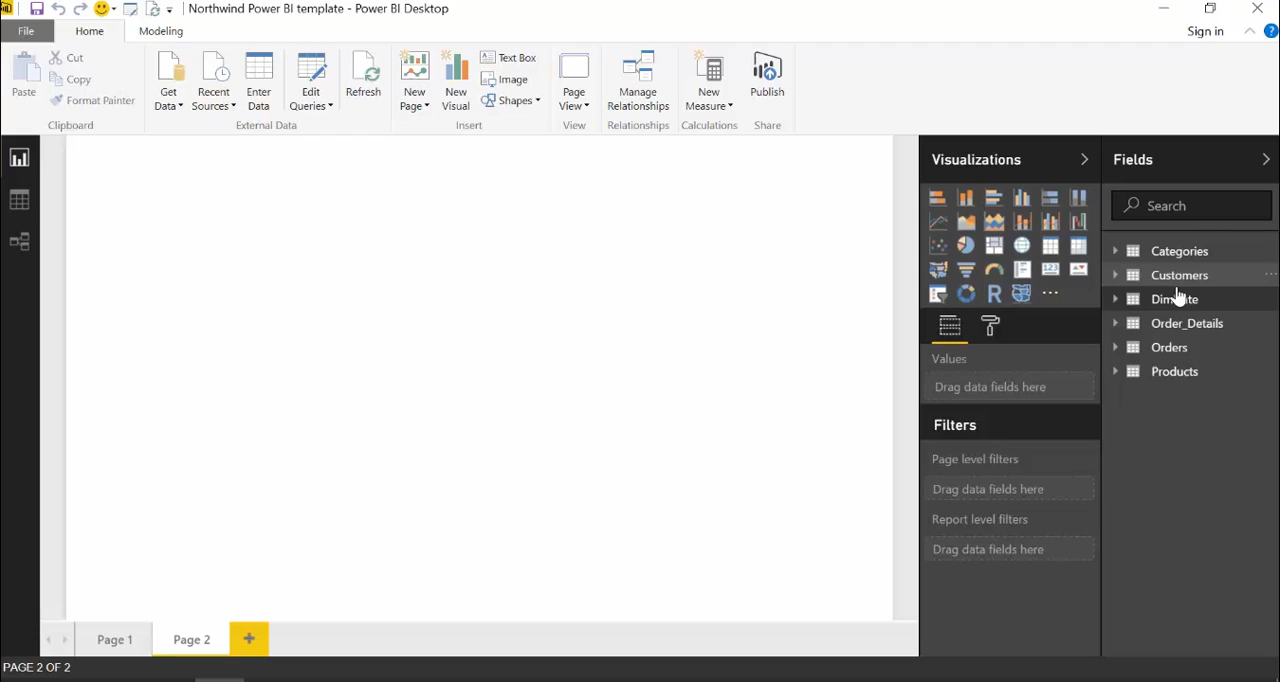 Northwind Power BI template - Power BI Desktop
File
Home
Modeling
Sign in
Paste
Cut
Copy
Format Painter
Clipboard
Get Data
Recent Sources
Enter Data
Edit Queries
Refresh
External Data
New Page
New Visual
Text Box
Image
Shapes
Insert
Page View
View
Manage Relationships
Relationships
New Measure
Calculations
Publish
Share
Visualizations
R
123
Values
Drag data fields here
Filters
Page level filters
Drag data fields here
Report level filters
Drag data fields here
Fields
Search
Categories
Customers
Order_Details
Orders
Products
Page 1
Page 2
PAGE 2 OF 2